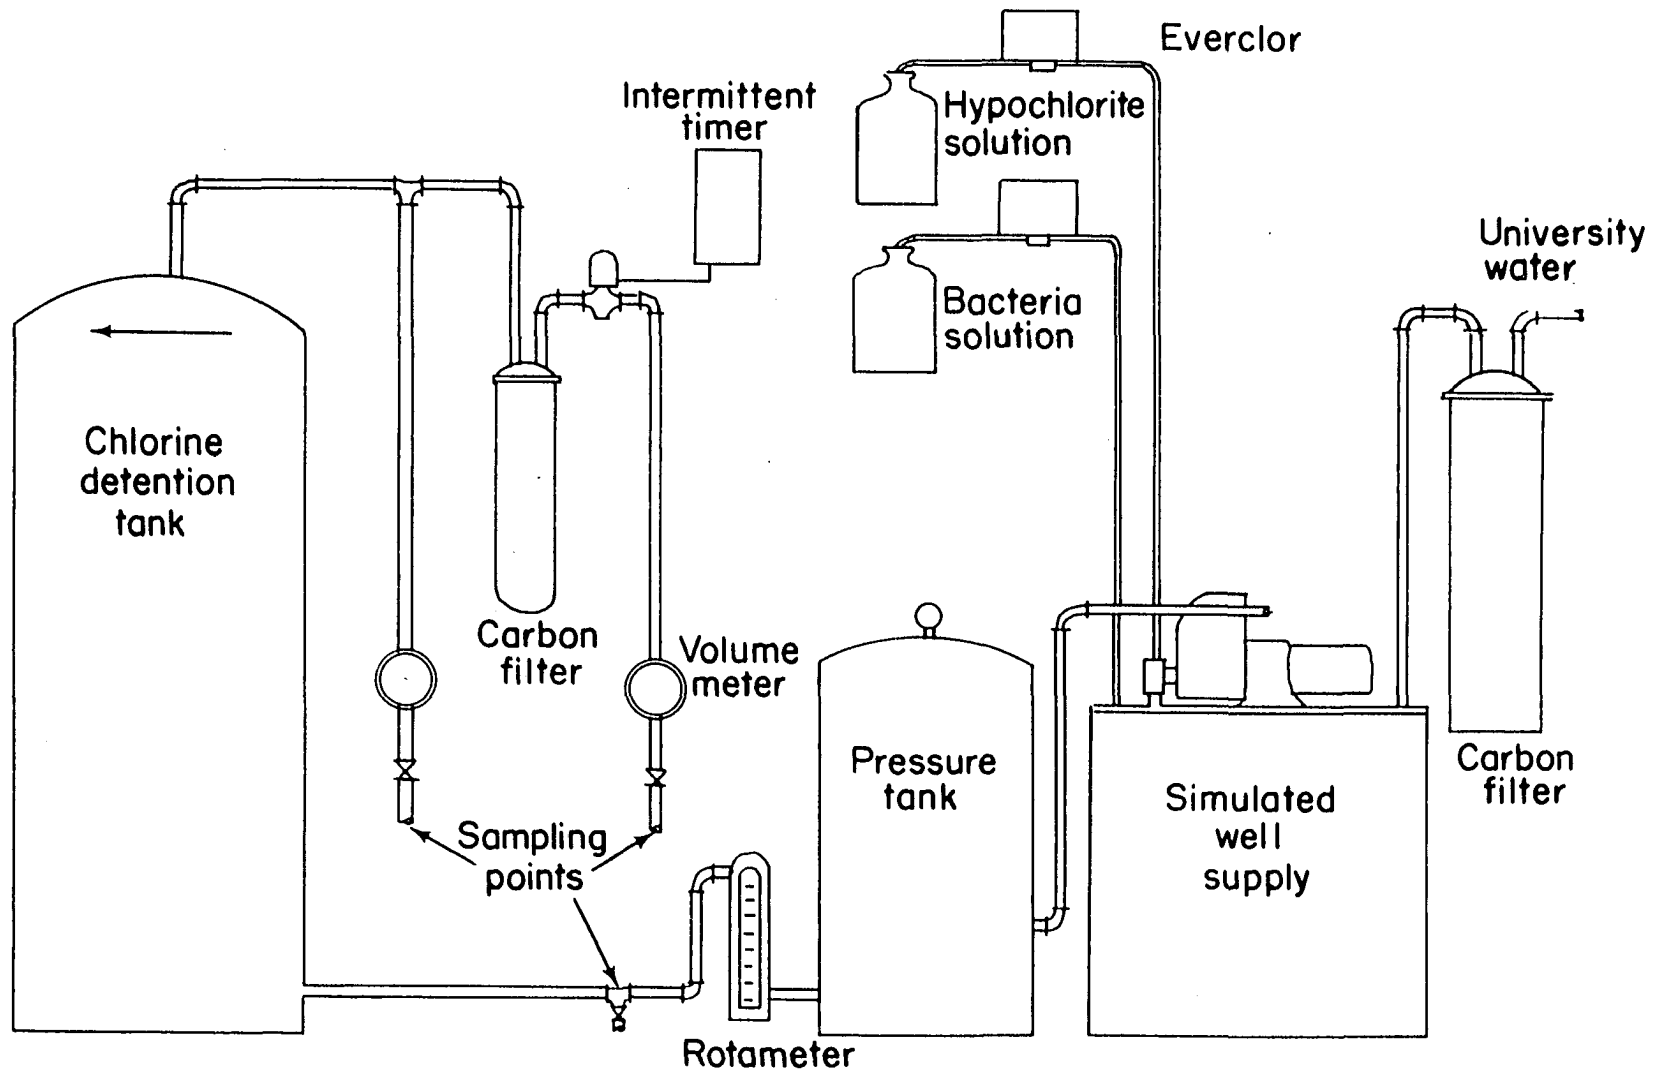 Everclor
Intermittent
timer
Hypochlorite
solution
University
water
Bacteria
solution
Chlorine
detention
tank
Carbon
filter
Volume
meter
Pressure
tank
Simulated
well
supply
Carbon
filter
Sampling
points
Rotameter